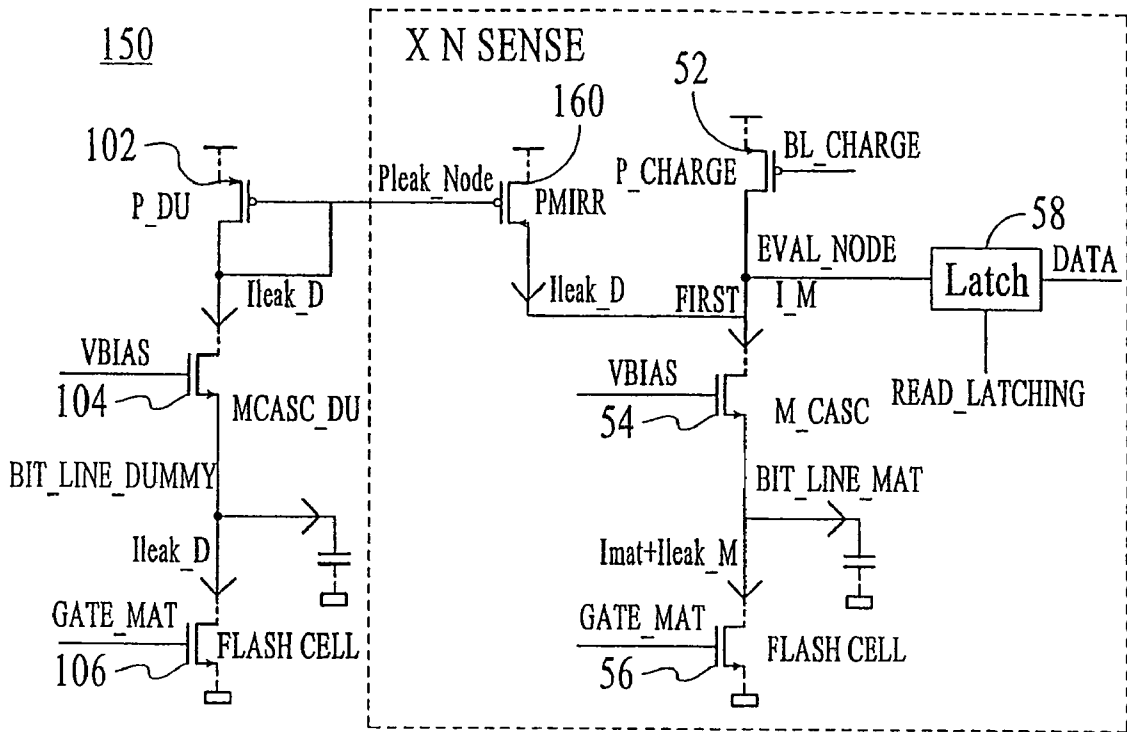 150
X N SENSE
52
160
102
BL_CHARGE
P_CHARGE
Pleak_Node
P_DU
PMIRR
58
EVAL_NODE
Latch
DATA
Ileak_D
Ileak_D
FIRST
I_M
VBIAS
VBIAS
READ_LATCHING
104
MCASC_DU
54
M_CASC
BIT_LINE_DUMMY
BIT_LINE_MAT
Ileak_D
Imat+Ileak_M
GATE_MAT
FLASH CELL
GATE_MAT
FLASH CELL
106
56